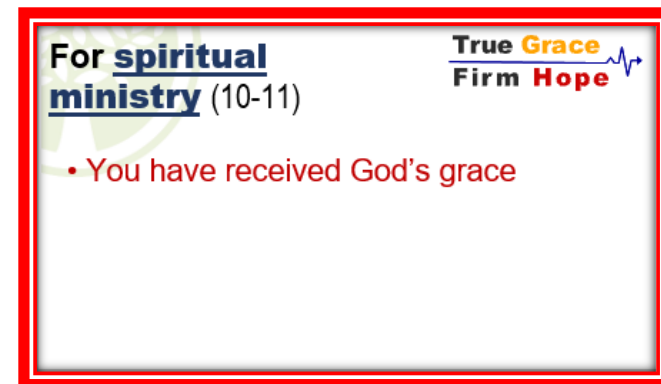 For spiritual
ministry (10-11)
True Grace
Firm Hope
• You have received God's grace